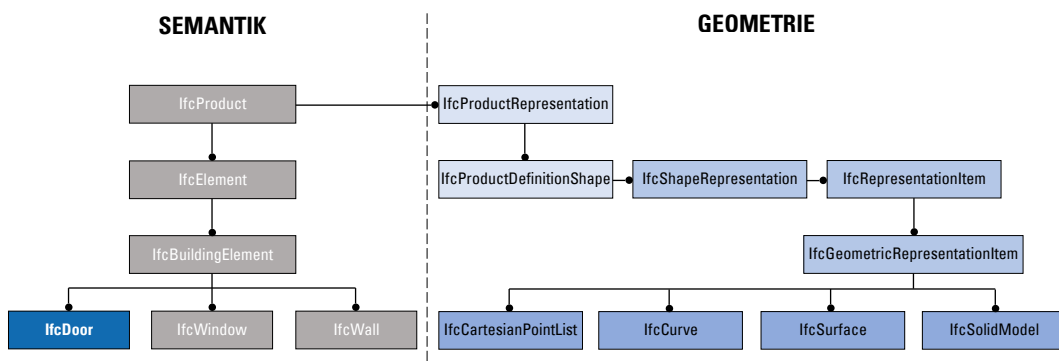 SEMANTIK
GEOMETRIE
IfcProduct
IfcProductRepresentation
IfcElement
IfcProductDefinitionShape
IfcShapeRepresentation
IfcRepresentationItem
IfcBuildingElement
IfcGeometricRepresentationItem
IfcDoor
IfcWindow
IfcWall
IfcCartesianPointList
IfcCurve
IfcSurface
IfcSolidModel